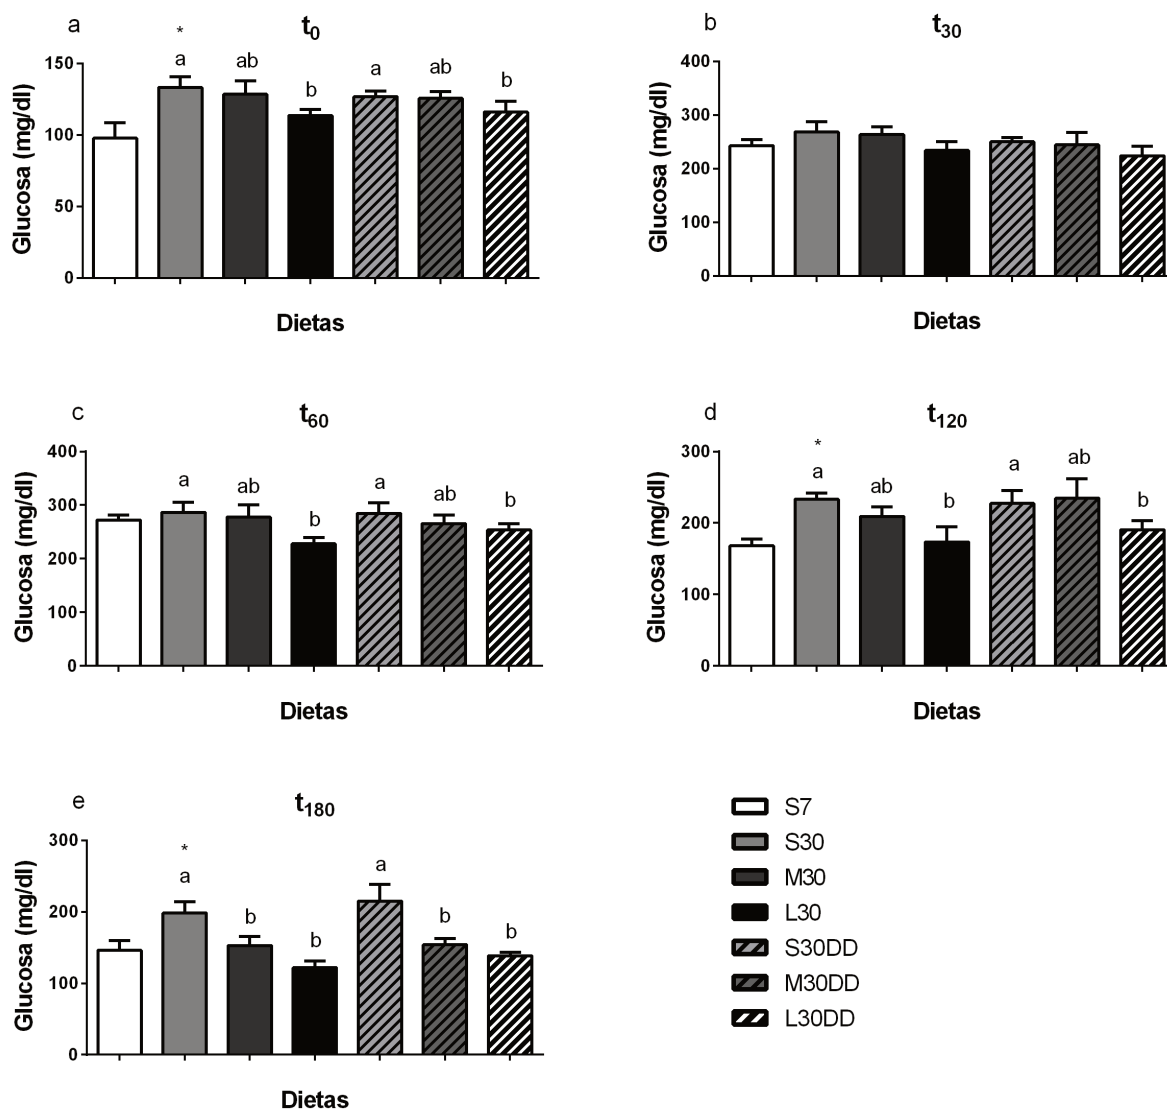 a
t0
*
a ab b a ab b
Glucosa (mg/dl)
150
100
50
0
Dietas
b
t30
Glucosa (mg/dl)
400
300
200
100
0
Dietas
c
t60
a ab b a ab b
Glucosa (mg/dl)
400
300
200
100
0
Dietas
d
t120
*
a ab b a ab b
Glucosa (mg/dl)
300
200
100
0
Dietas
e
t180
*
a b b a b b
Glucosa (mg/dl)
300
200
100
0
Dietas
S7
S30
M30
L30
S30DD
M30DD
L30DD